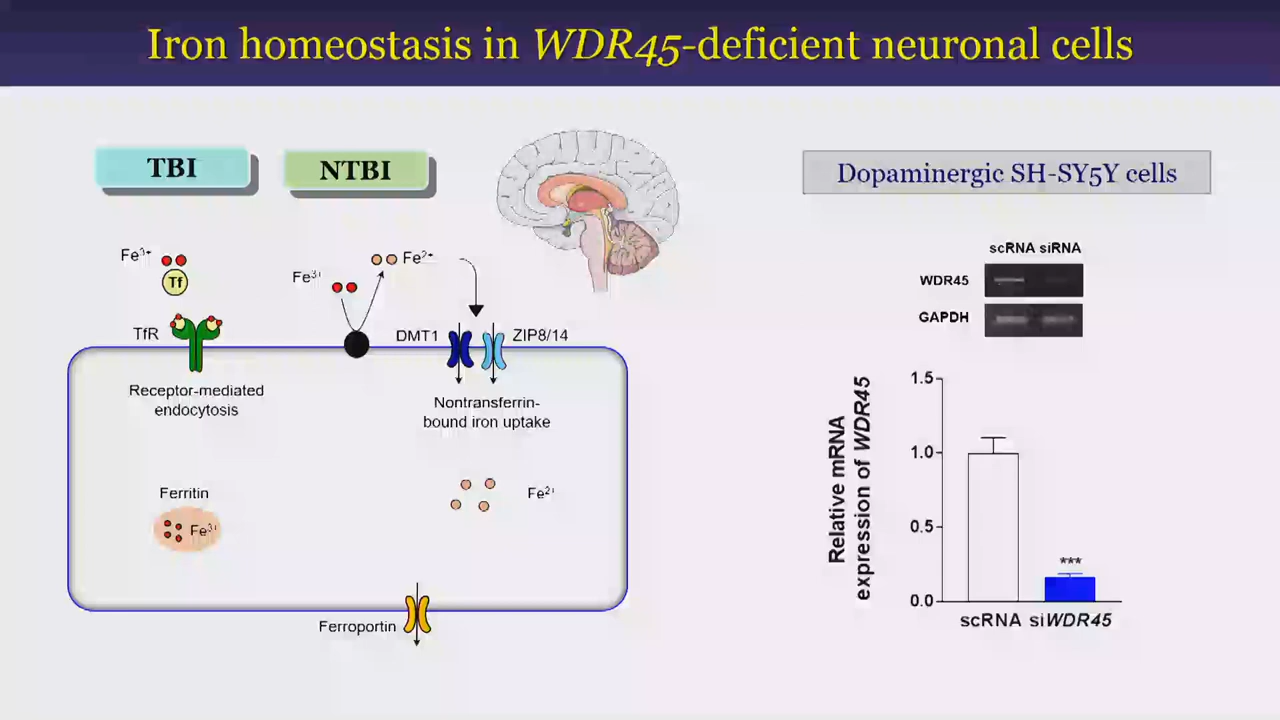 Iron homeostasis in WDR45-deficient neuronal cells
TBI
NTBI
Fe³⁺
Tf
TfR
Receptor-mediated
endocytosis
Fe³⁺
Fe²⁺
DMT1
ZIP8/14
Nontransferrin-
bound iron uptake
Ferritin
Fe³⁺
Fe²⁺
Ferroportin
Dopaminergic SH-SY5Y cells
scRNA siRNA
WDR45
GAPDH
Relative mRNA
expression of WDR45
1.5
1.0
0.5
0.0
***
scRNA siWDR45